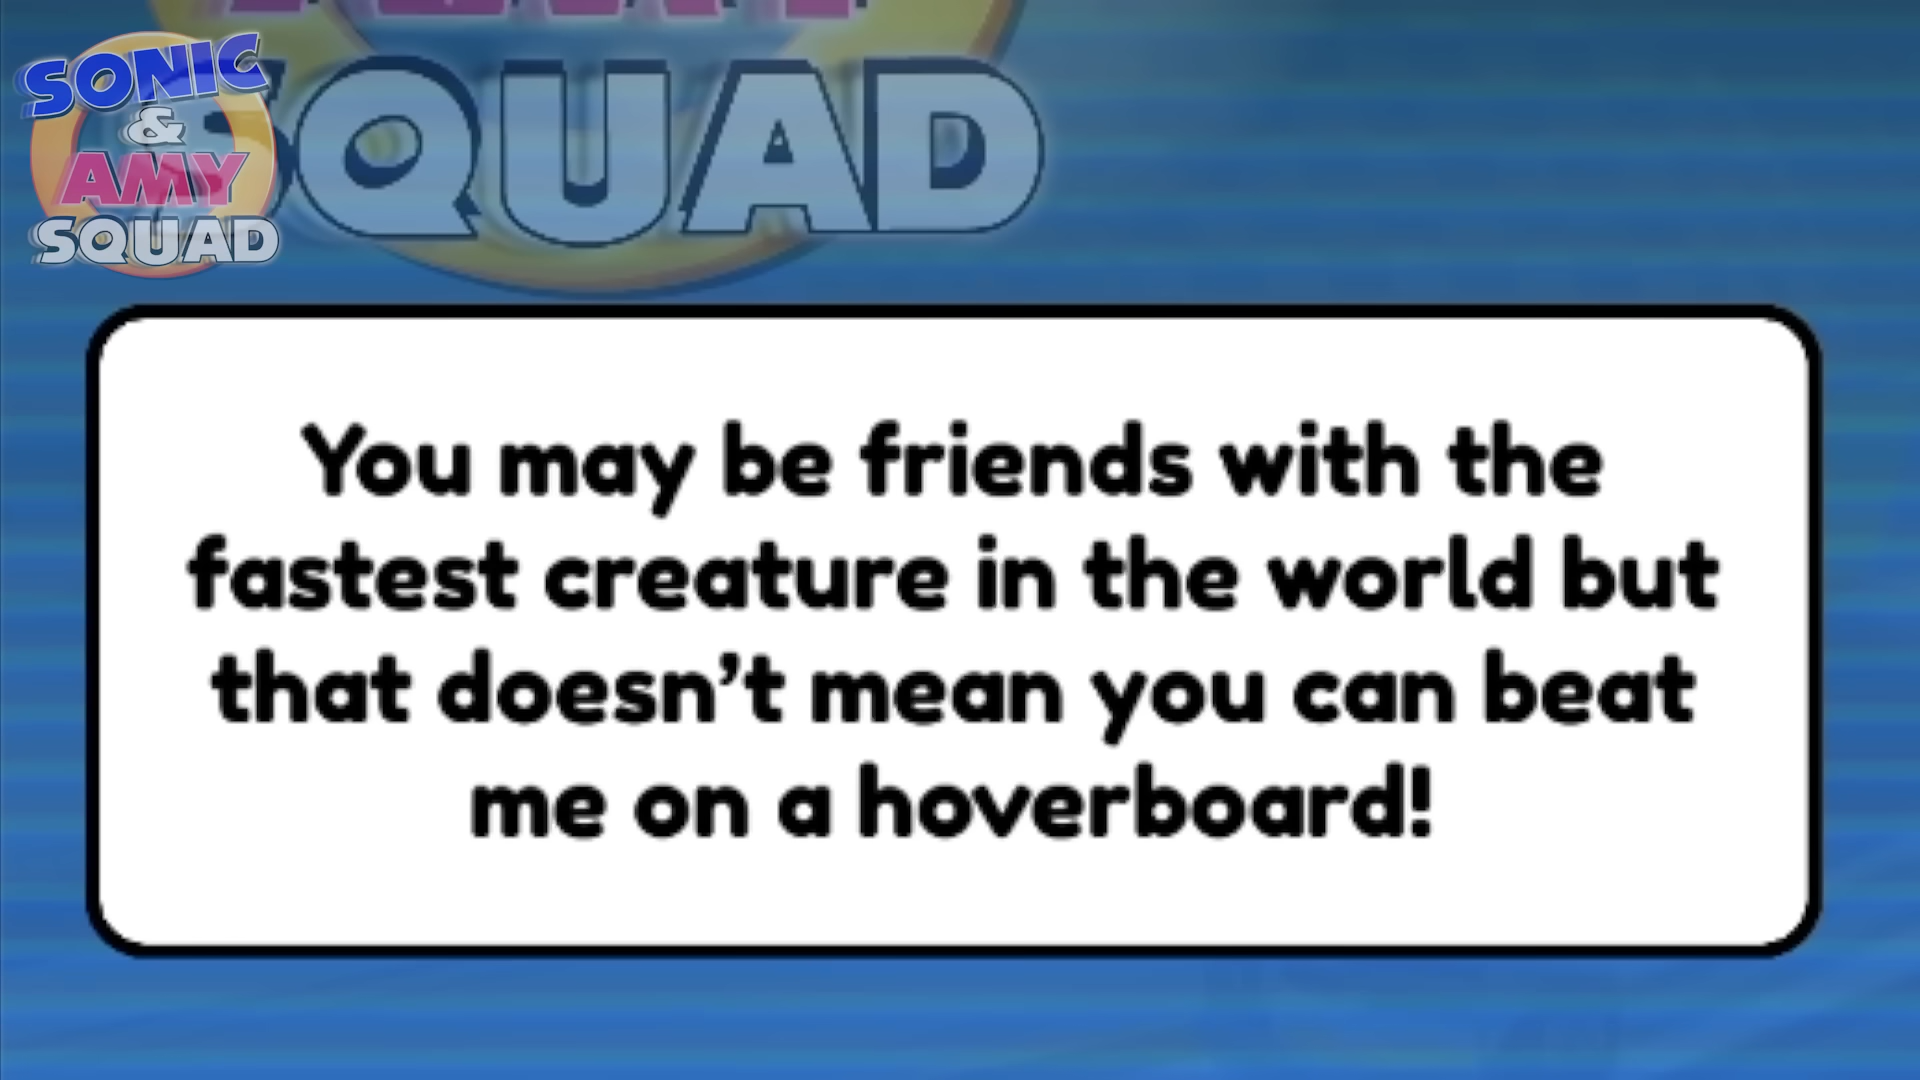 SONIC
&
AMY
SQUAD
SQUAD
You may be friends with the
fastest creature in the world but
that doesn’t mean you can beat
me on a hoverboard!